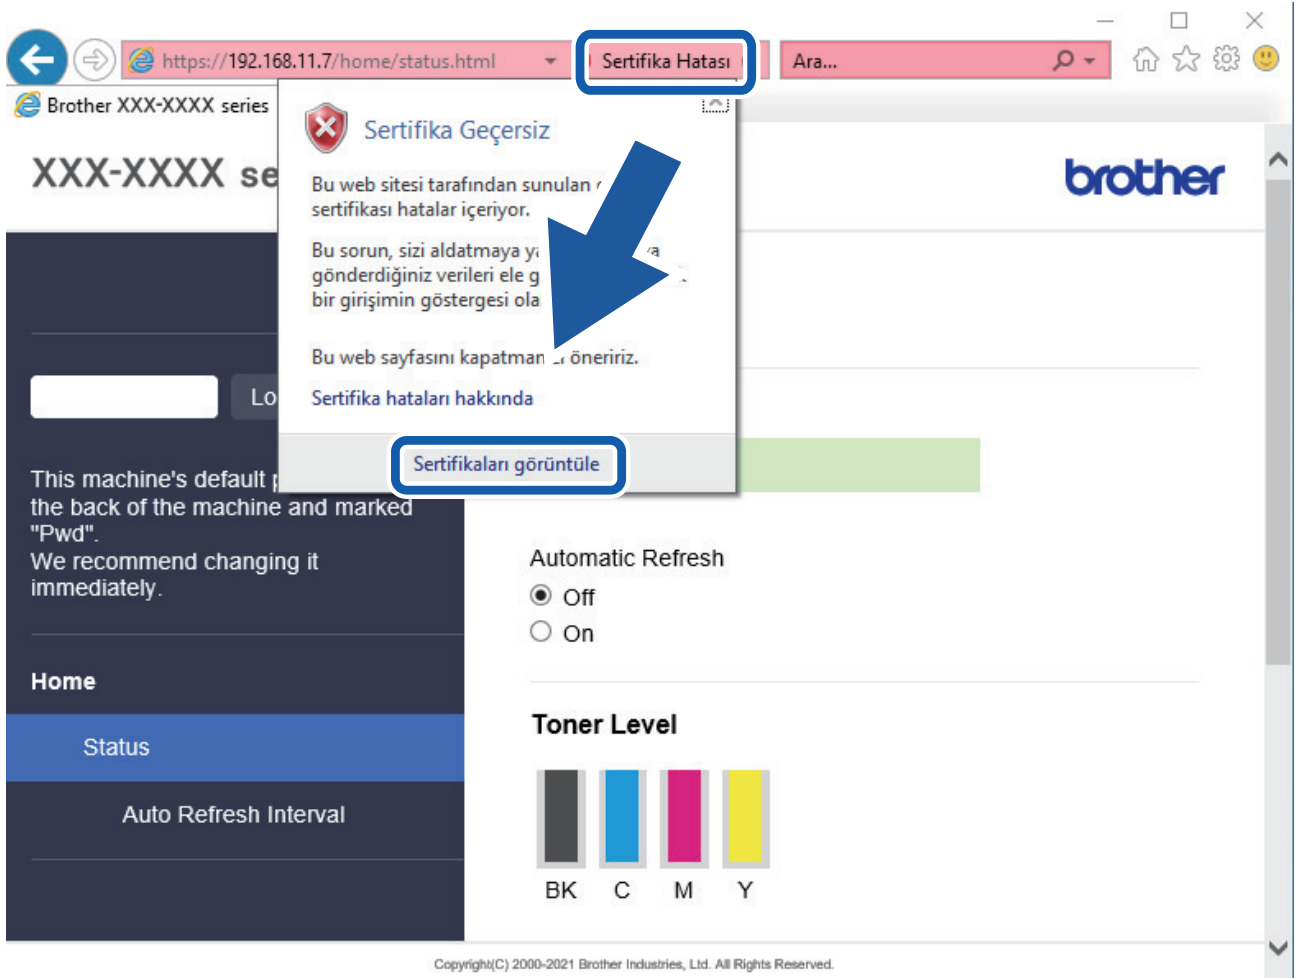 https://192.168.11.7/home/status.html
Sertifika Hatası
Ara...
Brother XXX-XXXX series
Sertifika Geçersiz
XXX-XXXX se
brother
Bu web sitesi tarafından sunulan
sertifikası hatalar içeriyor.
Bu sorun, sizi aldatmaya
gönderdiğiniz verileri ele
bir girişimin göstergesi
Bu web sayfasını öneririz.
Sertifika hataları hakkında
Lo
Sertifikaları görüntüle
This machine's default
the back of the machine and marked
"Pwd".
We recommend changing it
immediately.
Automatic Refresh
Off
On
Home
Status
Auto Refresh Interval
Toner Level
BK C M Y
Copyright(C) 2000-2021 Brother Industries, Ltd. All Rights Reserved.